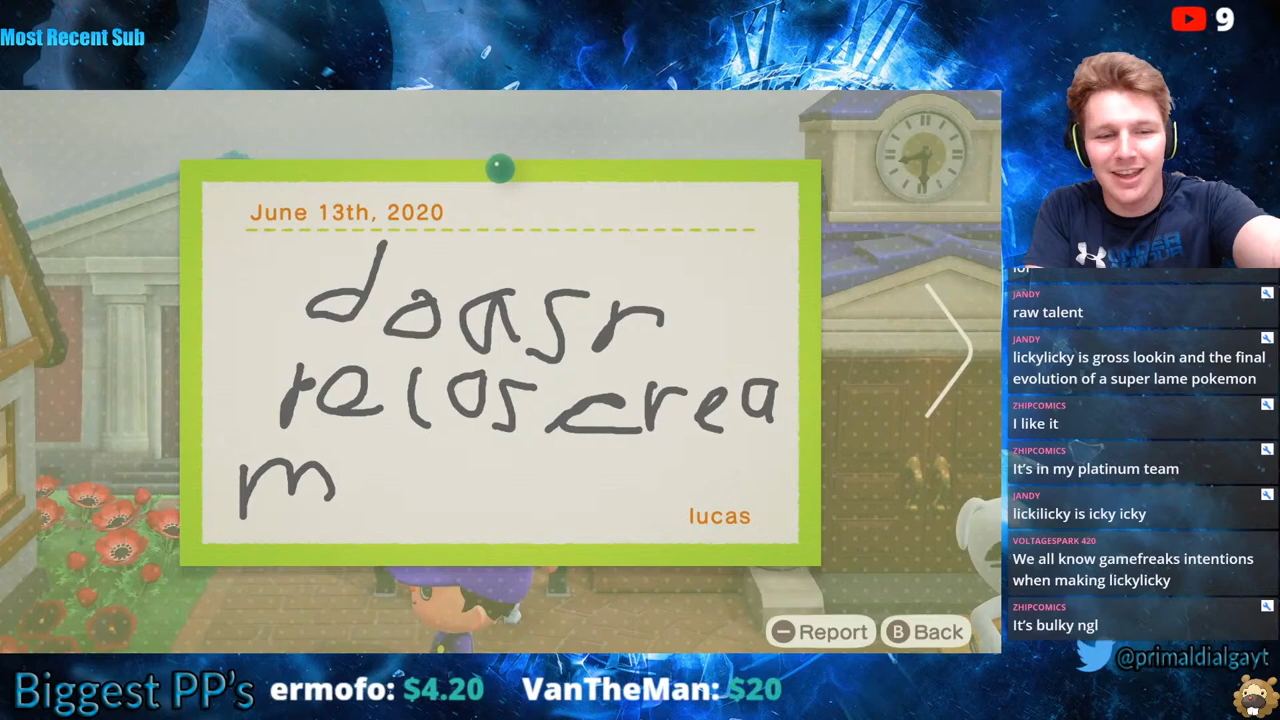 Most Recent Sub
9
June 13th, 2020
doasr
relascrea
m
lucas
Report
B Back
JANDY
raw talent
JANDY
lickylicky is gross lookin and the final
evolution of a super lame pokemon
ZHIPCOMICS
I like it
ZHIPCOMICS
It's in my platinum team
JANDY
lickilicky is icky icky
VOLTAGESPARK 420
We all know gamefreaks intentions
when making lickylicky
ZHIPCOMICS
It's bulky ngl
@primaldialgayt
Biggest PP's ermofo: $4.20 VanTheMan: $20